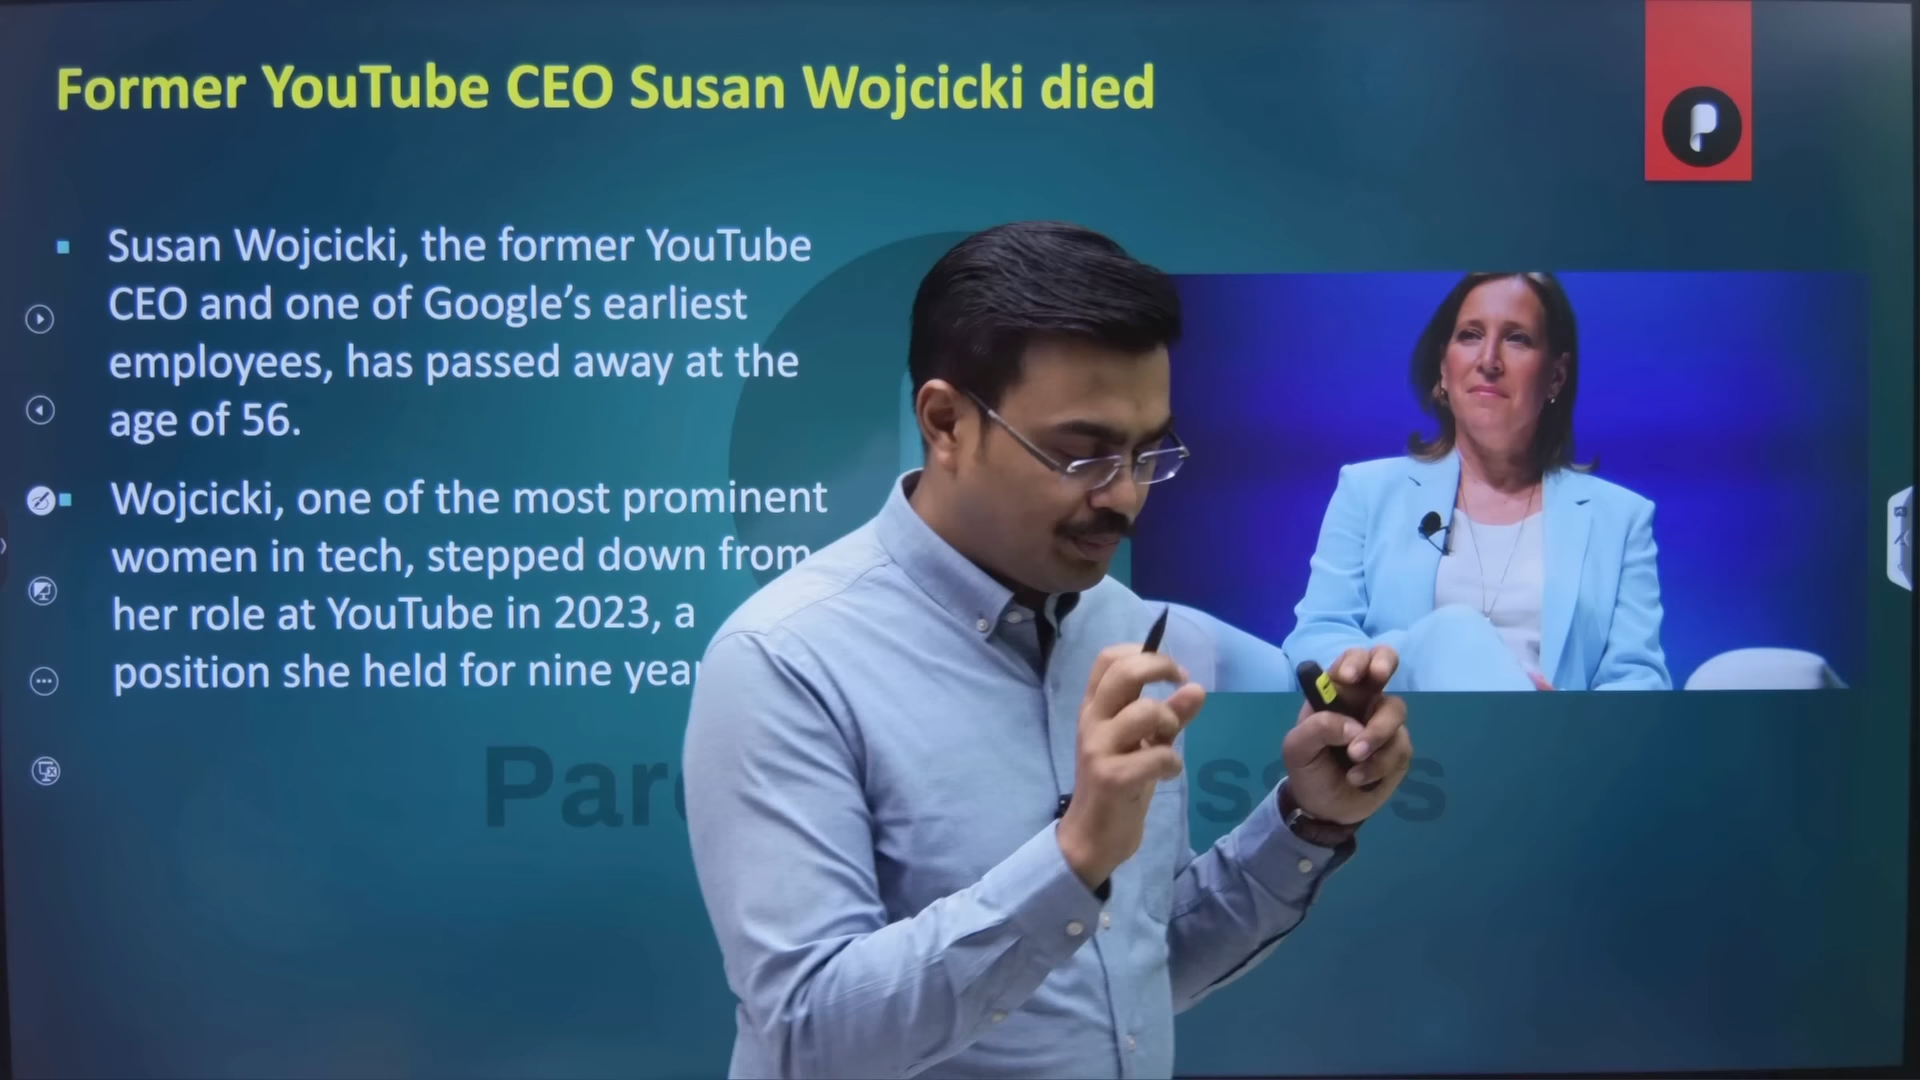 Former YouTube CEO Susan Wojcicki died
Susan Wojcicki, the former YouTube
CEO and one of Google’s earliest
employees, has passed away at the
age of 56.
Wojcicki, one of the most prominent
women in tech, stepped down from
her role at YouTube in 2023, a
position she held for nine